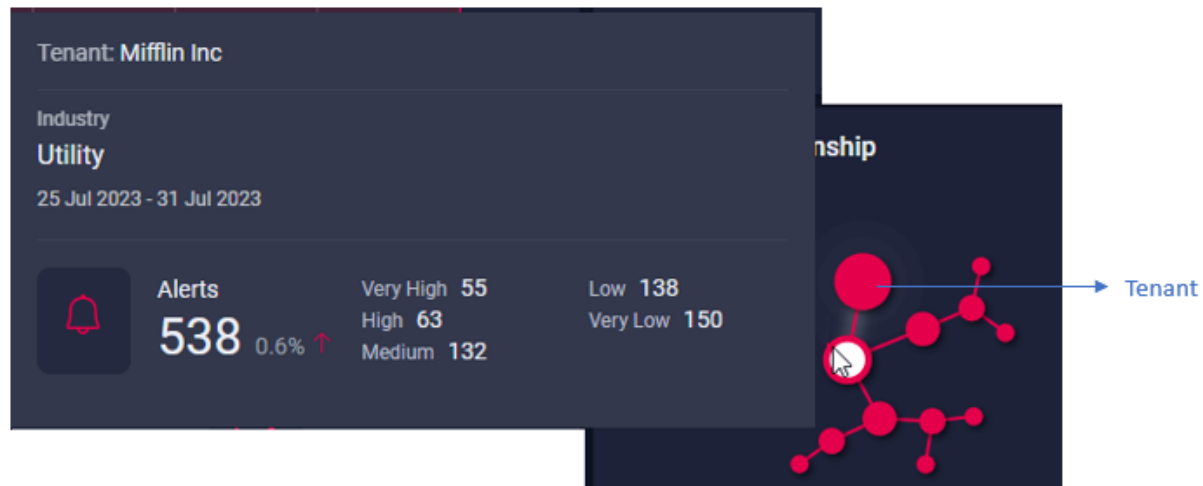 Tenant: Mifflin Inc
Industry
Utility
25 Jul 2023 - 31 Jul 2023
Alerts
538 0.6% ↑
Very High 55
High 63
Medium 132
Low 138
Very Low 150
nship
Tenant